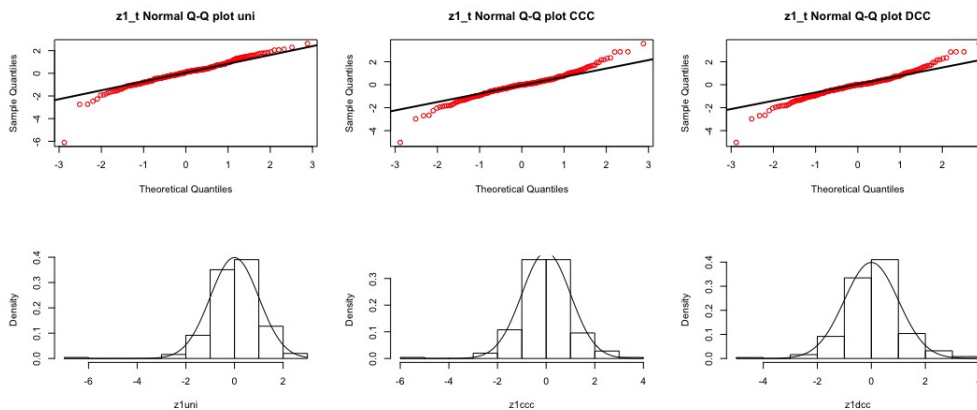 z1_t Normal Q-Q plot uni
z1_t Normal Q-Q plot CCC
z1_t Normal Q-Q plot DCC
Sample Quantiles
2
0
-2
-4
-6
-3 -2 -1 0 1 2 3
Theoretical Quantiles
Sample Quantiles
2
0
-2
-4
-3 -2 -1 0 1 2 3
Theoretical Quantiles
Sample Quantiles
2
0
-2
-4
-3 -2 -1 0 1 2
Theoretical Quantiles
Density
0.4
0.3
0.2
0.1
0.0
-6 -4 -2 0 2
z1uni
Density
0.3
0.2
0.1
0.0
-6 -4 -2 0 2 4
z1ccc
Density
0.4
0.3
0.2
0.1
0.0
-4 -2 0 2
z1dcc